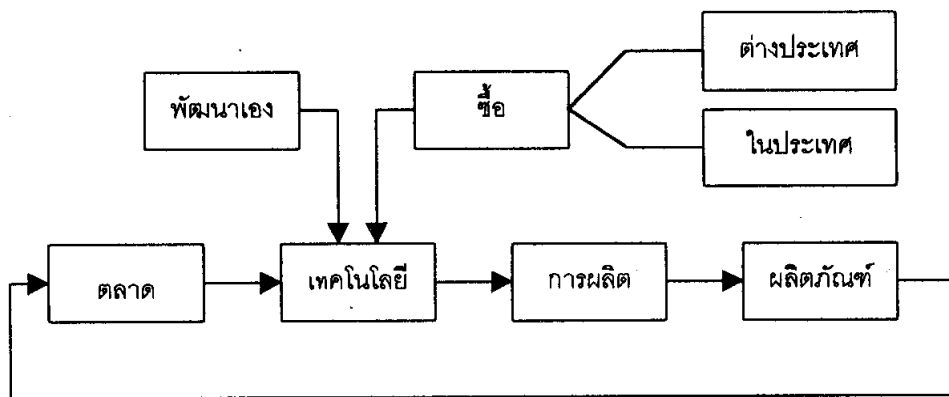 ต่างประเทศ
พัฒนาเอง
ซื้อ
ในประเทศ
ตลาด
เทคโนโลยี
การผลิต
ผลิตภัณฑ์